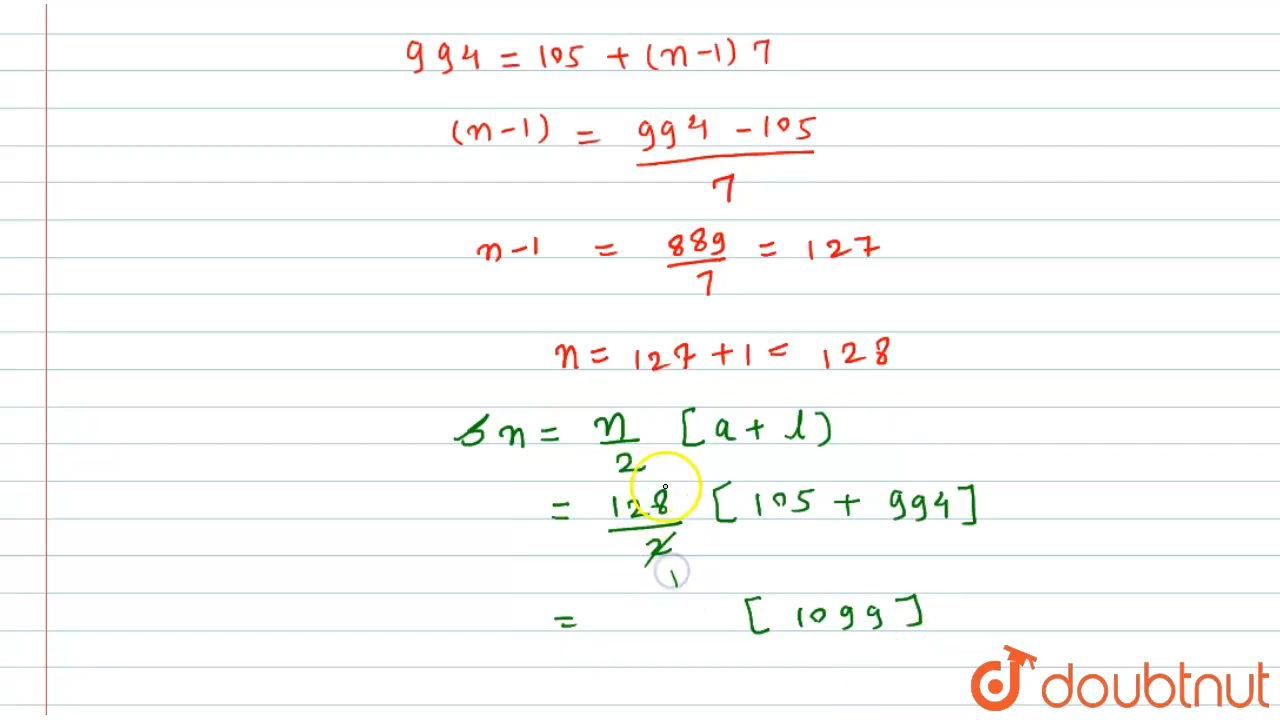 994 = 105 + (n-1) 7
(n-1) = 994 - 105 / 7
n-1 = 889 / 7 = 127
n = 127 + 1 = 128
Sn = n / 2 [a + l)
= 128 / 2 [105 + 994]
1
= [1099]
doubtnut